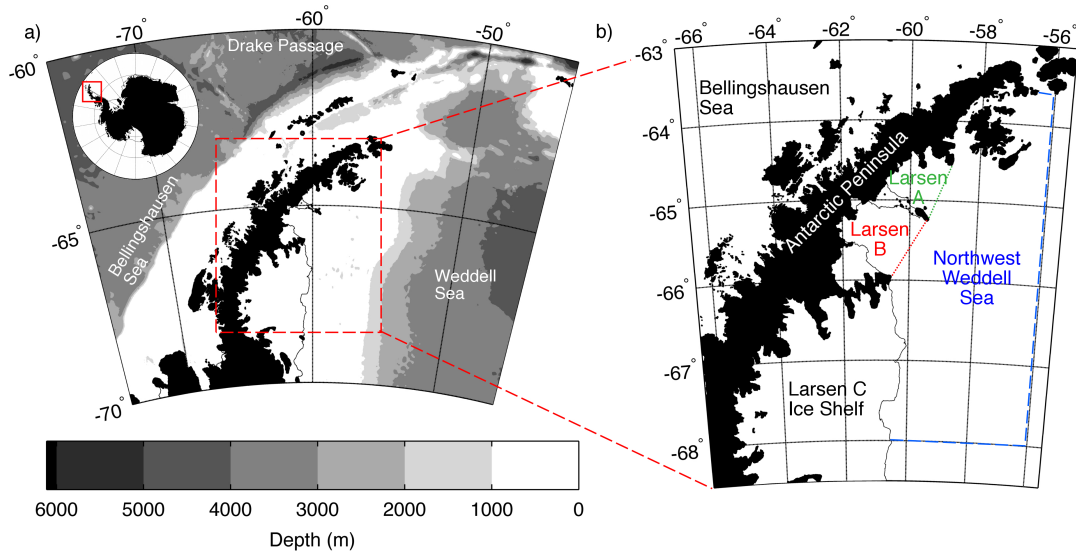 a)
-70°
-60°
-50°
-60°
Drake Passage
Bellingshausen
Sea
-65°
Weddell
Sea
-70°
6000
5000
4000
3000
2000
1000
0
Depth (m)
b)
-66°
-64°
-62°
-60°
-58°
-56°
-63°
Bellingshausen
Sea
-64°
Antarctic Peninsula
Larsen
A
-65°
Larsen
B
Northwest
Weddell
Sea
-66°
-67°
Larsen C
Ice Shelf
-68°